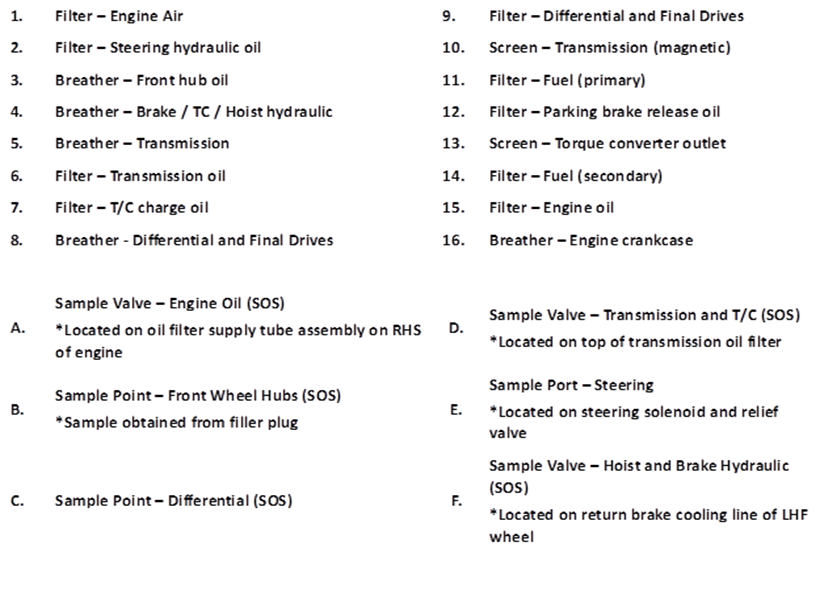 1. Filter – Engine Air
2. Filter – Steering hydraulic oil
3. Breather – Front hub oil
4. Breather – Brake / TC / Hoist hydraulic
5. Breather – Transmission
6. Filter – Transmission oil
7. Filter – T/C charge oil
8. Breather - Differential and Final Drives
9. Filter – Differential and Final Drives
10. Screen – Transmission (magnetic)
11. Filter – Fuel (primary)
12. Filter – Parking brake release oil
13. Screen – Torque converter outlet
14. Filter – Fuel (secondary)
15. Filter – Engine oil
16. Breather – Engine crankcase
A. Sample Valve – Engine Oil (SOS)
*Located on oil filter supply tube assembly on RHS
of engine
B. Sample Point – Front Wheel Hubs (SOS)
*Sample obtained from filler plug
C. Sample Point – Differential (SOS)
D. Sample Valve – Transmission and T/C (SOS)
*Located on top of transmission oil filter
E. Sample Port – Steering
*Located on steering solenoid and relief
valve
F. Sample Valve – Hoist and Brake Hydraulic
(SOS)
*Located on return brake cooling line of LHF
wheel